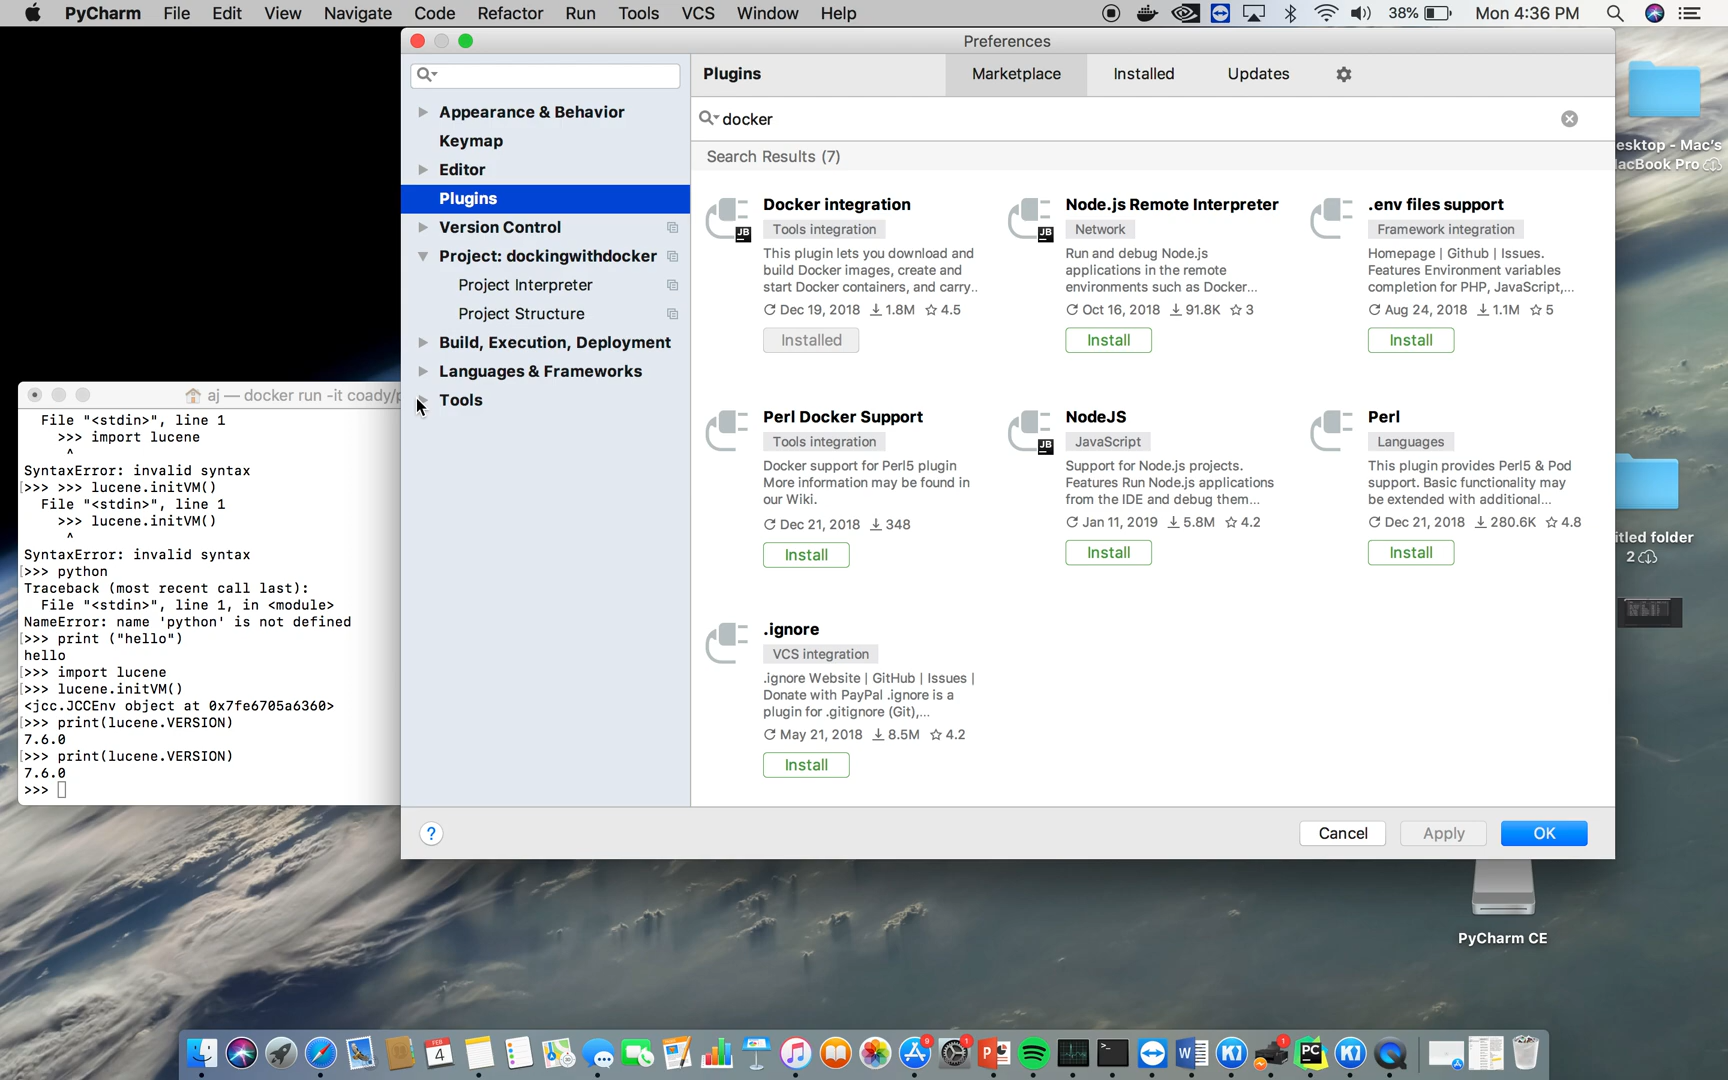 PyCharm File Edit View Navigate Code Refactor Run Tools VCS Window Help 38% Mon 4:36 PM
Preferences
Plugins Marketplace Installed Updates
docker
Search Results (7)
Appearance & Behavior
Keymap
Editor
Plugins
Version Control
Project: dockingwithdocker
Project Interpreter
Project Structure
Build, Execution, Deployment
Languages & Frameworks
Tools
Docker integration
Tools integration
This plugin lets you download and
build Docker images, create and
start Docker containers, and carry..
Dec 19, 2018 1.8M 4.5
Installed
Node.js Remote Interpreter
Network
Run and debug Node.js
applications in the remote
environments such as Docker...
Oct 16, 2018 91.8K 3
Install
.env files support
Framework integration
Homepage | Github | Issues.
Features Environment variables
completion for PHP, JavaScript,...
Aug 24, 2018 1.1M 5
Install
Perl Docker Support
Tools integration
Docker support for Perl5 plugin
More information may be found in
our Wiki.
Dec 21, 2018 348
Install
NodeJS
JavaScript
Support for Node.js projects.
Features Run Node.js applications
from the IDE and debug them...
Jan 11, 2019 5.8M 4.2
Install
Perl
Languages
This plugin provides Perl5 & Pod
support. Basic functionality may
be extended with additional...
Dec 21, 2018 280.6K 4.8
Install
.ignore
VCS integration
.ignore Website | GitHub | Issues |
Donate with PayPal .ignore is a
plugin for .gitignore (Git),...
May 21, 2018 8.5M 4.2
Install
? Cancel Apply OK
aj — docker run -it coady/p
File "<stdin>", line 1
>>> import lucene
^
SyntaxError: invalid syntax
[>>> >>> lucene.initVM()
File "<stdin>", line 1
>>> lucene.initVM()
^
SyntaxError: invalid syntax
[>>> python
Traceback (most recent call last):
File "<stdin>", line 1, in <module>
NameError: name 'python' is not defined
[>>> print ("hello")
hello
[>>> import lucene
[>>> lucene.initVM()
<jcc.JCCEnv object at 0x7fe6705a6360>
[>>> print(lucene.VERSION)
7.6.0
[>>> print(lucene.VERSION)
7.6.0
>>>
esktop - Mac's
acBook Pro
itled folder
2
PyCharm CE
JB
JB
JB
FEB
4
9
1
1
PC